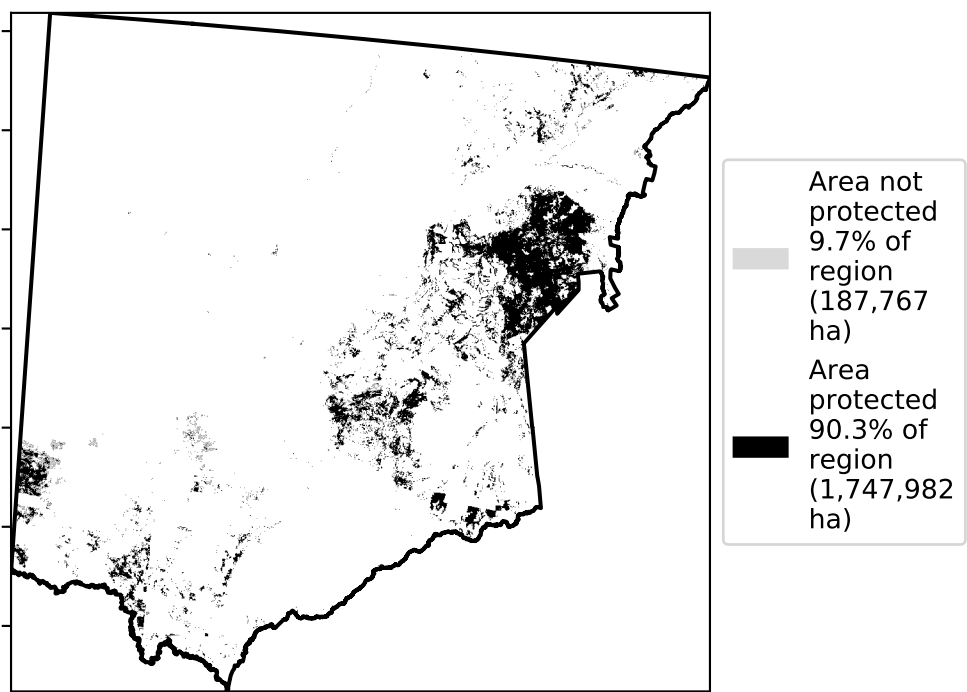 Area not
protected
9.7% of
region
(187,767
ha)
Area
protected
90.3% of
region
(1,747,982
ha)